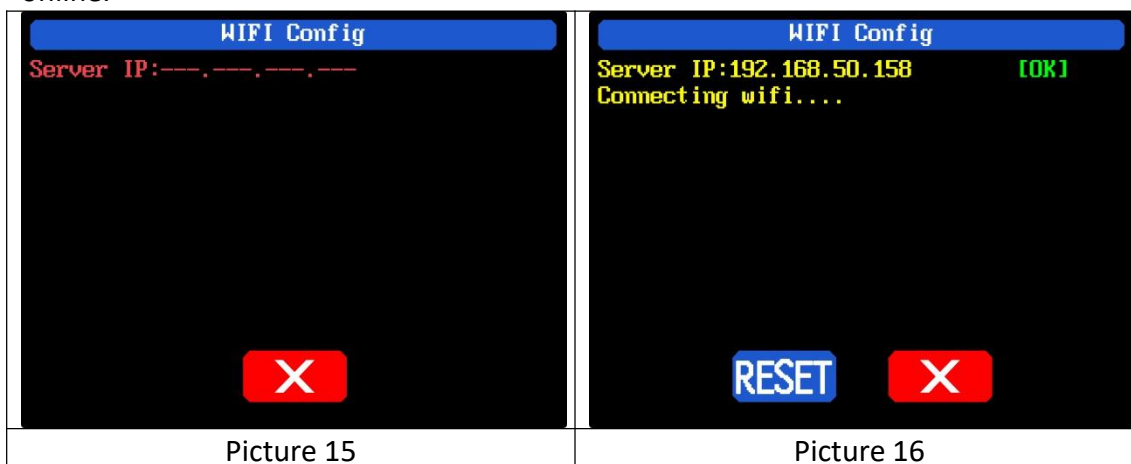 WIFI Config
Server IP:---.---.---.---
X
Picture 15
WIFI Config
Server IP:192.168.50.158 [OK]
Connecting wifi....
RESET X
Picture 16